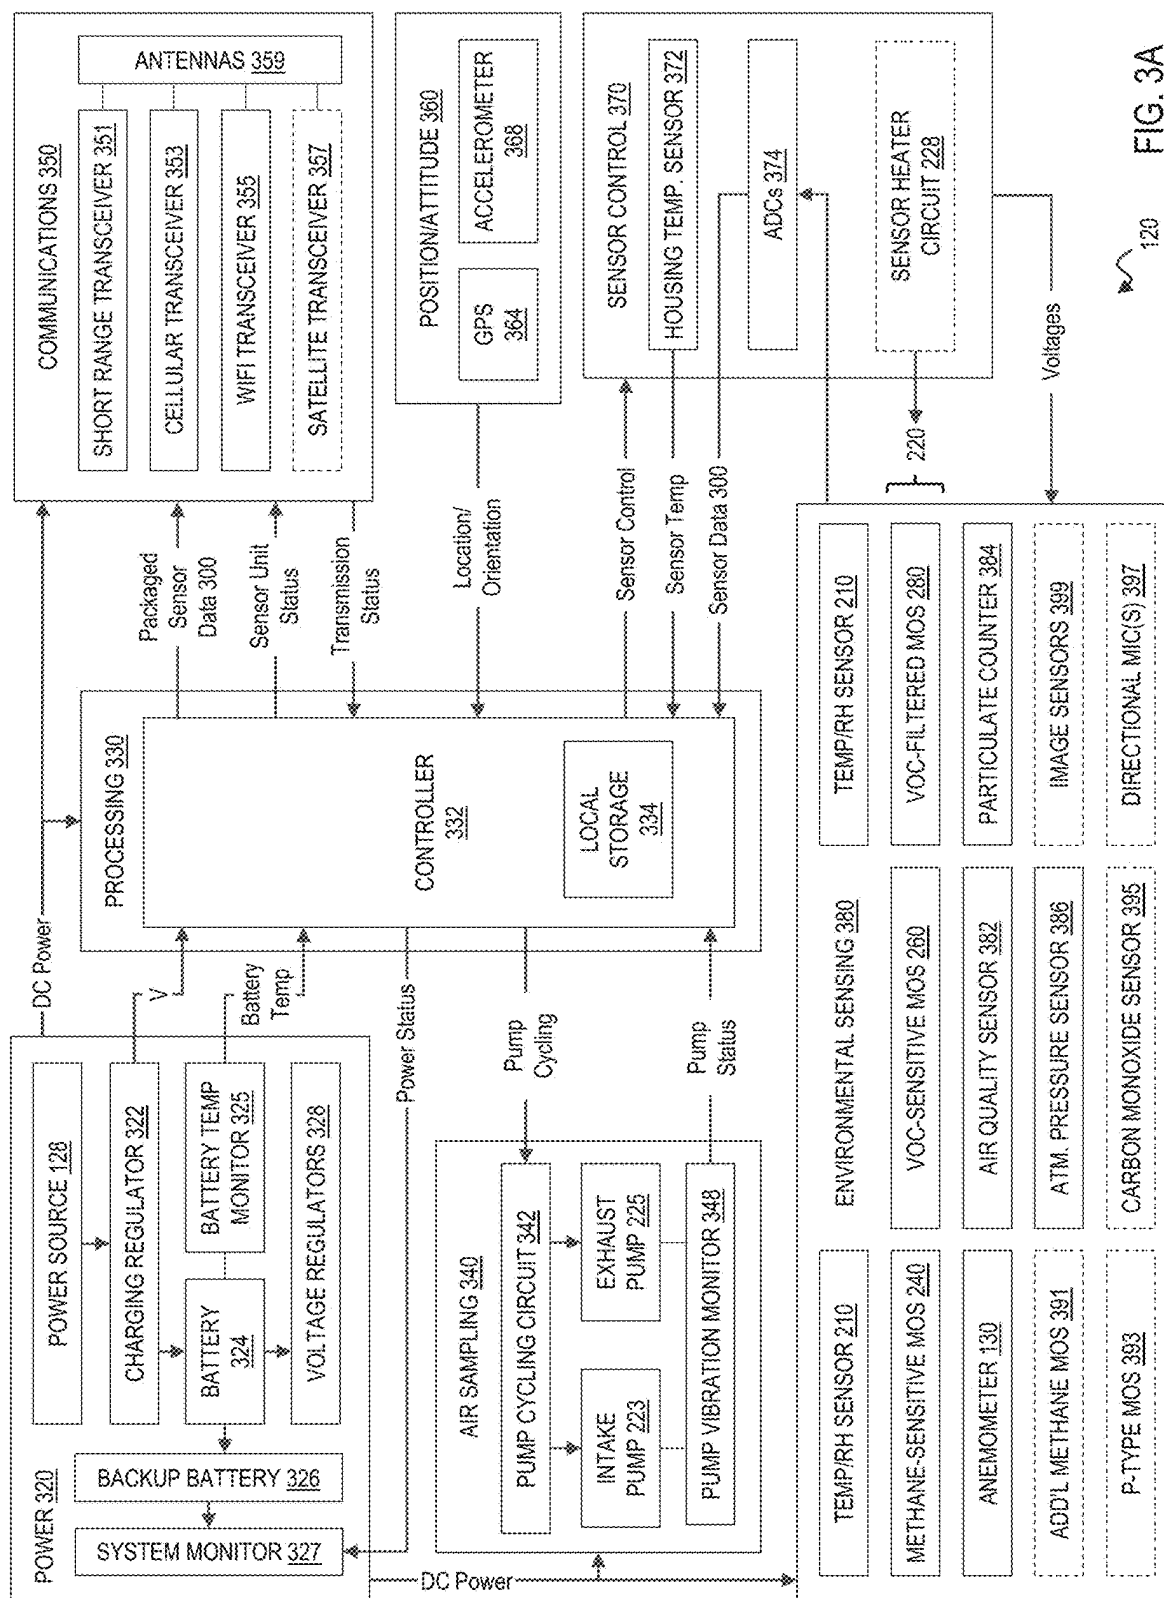 POWER 320
POWER SOURCE 128
CHARGING REGULATOR 322
BATTERY
324
BATTERY TEMP
MONITOR 325
VOLTAGE REGULATORS 328
BACKUP BATTERY 326
SYSTEM MONITOR 327
DC Power
V
Battery
Temp
Power Status
PROCESSING 330
CONTROLLER
332
LOCAL
STORAGE
334
Packaged
Sensor
Data 300
Sensor Unit
Status
Transmission
Status
COMMUNICATIONS 350
SHORT RANGE TRANSCEIVER 351
CELLULAR TRANSCEIVER 353
WIFI TRANSCEIVER 355
SATELLITE TRANSCEIVER 357
ANTENNAS 359
Location/
Orientation
POSITION/ATTITUDE 360
GPS
364
ACCELEROMETER
368
AIR SAMPLING 340
PUMP CYCLING CIRCUIT 342
INTAKE
PUMP 223
EXHAUST
PUMP 225
PUMP VIBRATION MONITOR 348
Pump
Cycling
Pump
Status
Sensor Control
Sensor Temp
Sensor Data 300
SENSOR CONTROL 370
HOUSING TEMP. SENSOR 372
ADCs 374
SENSOR HEATER
CIRCUIT 228
DC Power
220
Voltages
ENVIRONMENTAL SENSING 380
TEMP/RH SENSOR 210
TEMP/RH SENSOR 210
METHANE-SENSITIVE MOS 240
VOC-SENSITIVE MOS 260
VOC-FILTERED MOS 280
ANEMOMETER 130
AIR QUALITY SENSOR 382
PARTICULATE COUNTER 384
ADD'L METHANE MOS 391
ATM. PRESSURE SENSOR 386
IMAGE SENSORS 399
P-TYPE MOS 393
CARBON MONOXIDE SENSOR 395
DIRECTIONAL MIC(S) 397
120
FIG. 3A